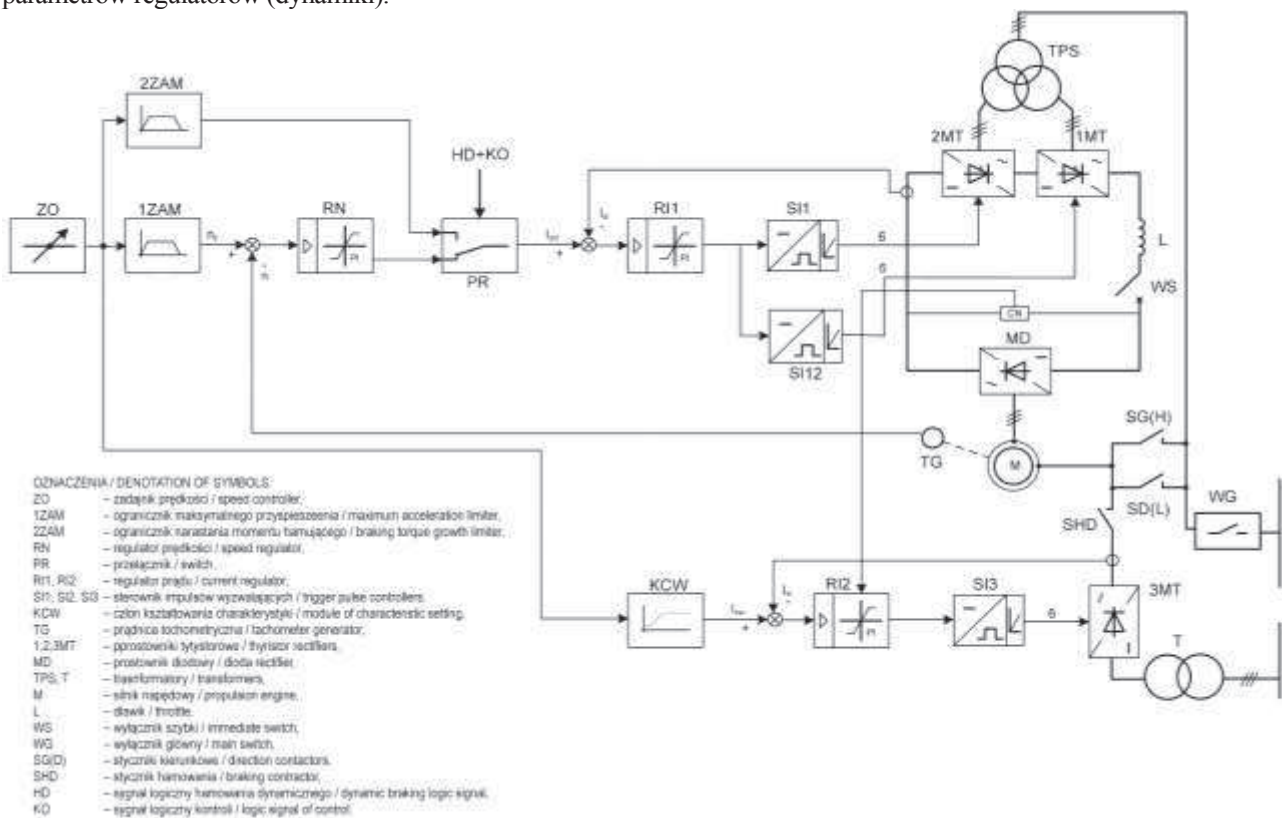 parametrów regulatorów (dynamiki).
TPS
2ZAM
2MT
1MT
HD+KO
ZO
1ZAM
RN
RI1
SI1
6
L
PI
PI
PR
6
WS
CN
MD
SI12
SG(H)
TG
M
WG
SD(L)
SHD
KCW
RI2
SI3
3MT
6
PI
T
OZNACZENIA / DENOTATION OF SYMBOLS:
ZO – zadajnik prędkości / speed controller,
1ZAM – ogranicznik maksymalnego przyspieszenia / maximum acceleration limiter,
2ZAM – ogranicznik narastania momentu hamującego / braking torque growth limiter,
RN – regulator prędkości / speed regulator,
PR – przełącznik / switch,
RI1, RI2 – regulator prądu / current regulator,
SI1, SI2, SI3 – sterownik impulsów wyzwalających / trigger pulse controllers,
KCW – człon kształtowania charakterystyki / module of characteristic setting,
TG – prądnica tachometryczna / tachometer generator,
1,2,3MT – pprostowniki tytystorowe / thyristor rectifiers,
MD – prostownik diodowy / dioda rectifier,
TPS, T – transformatory / transformers,
M – silnik napędowy / propulsion engine,
L – dławik / throttle,
WS – wyłącznik szybki / immediate switch,
WG – wyłącznik główny / main switch,
SG(D) – styczniki kierunkowe / direction contactors,
SHD – stycznik hamowania / braking contractor,
HD – sygnał logiczny hamowania dynamicznego / dynamic braking logic signal,
KO – sygnał logiczny kontroli / logic signal of control,